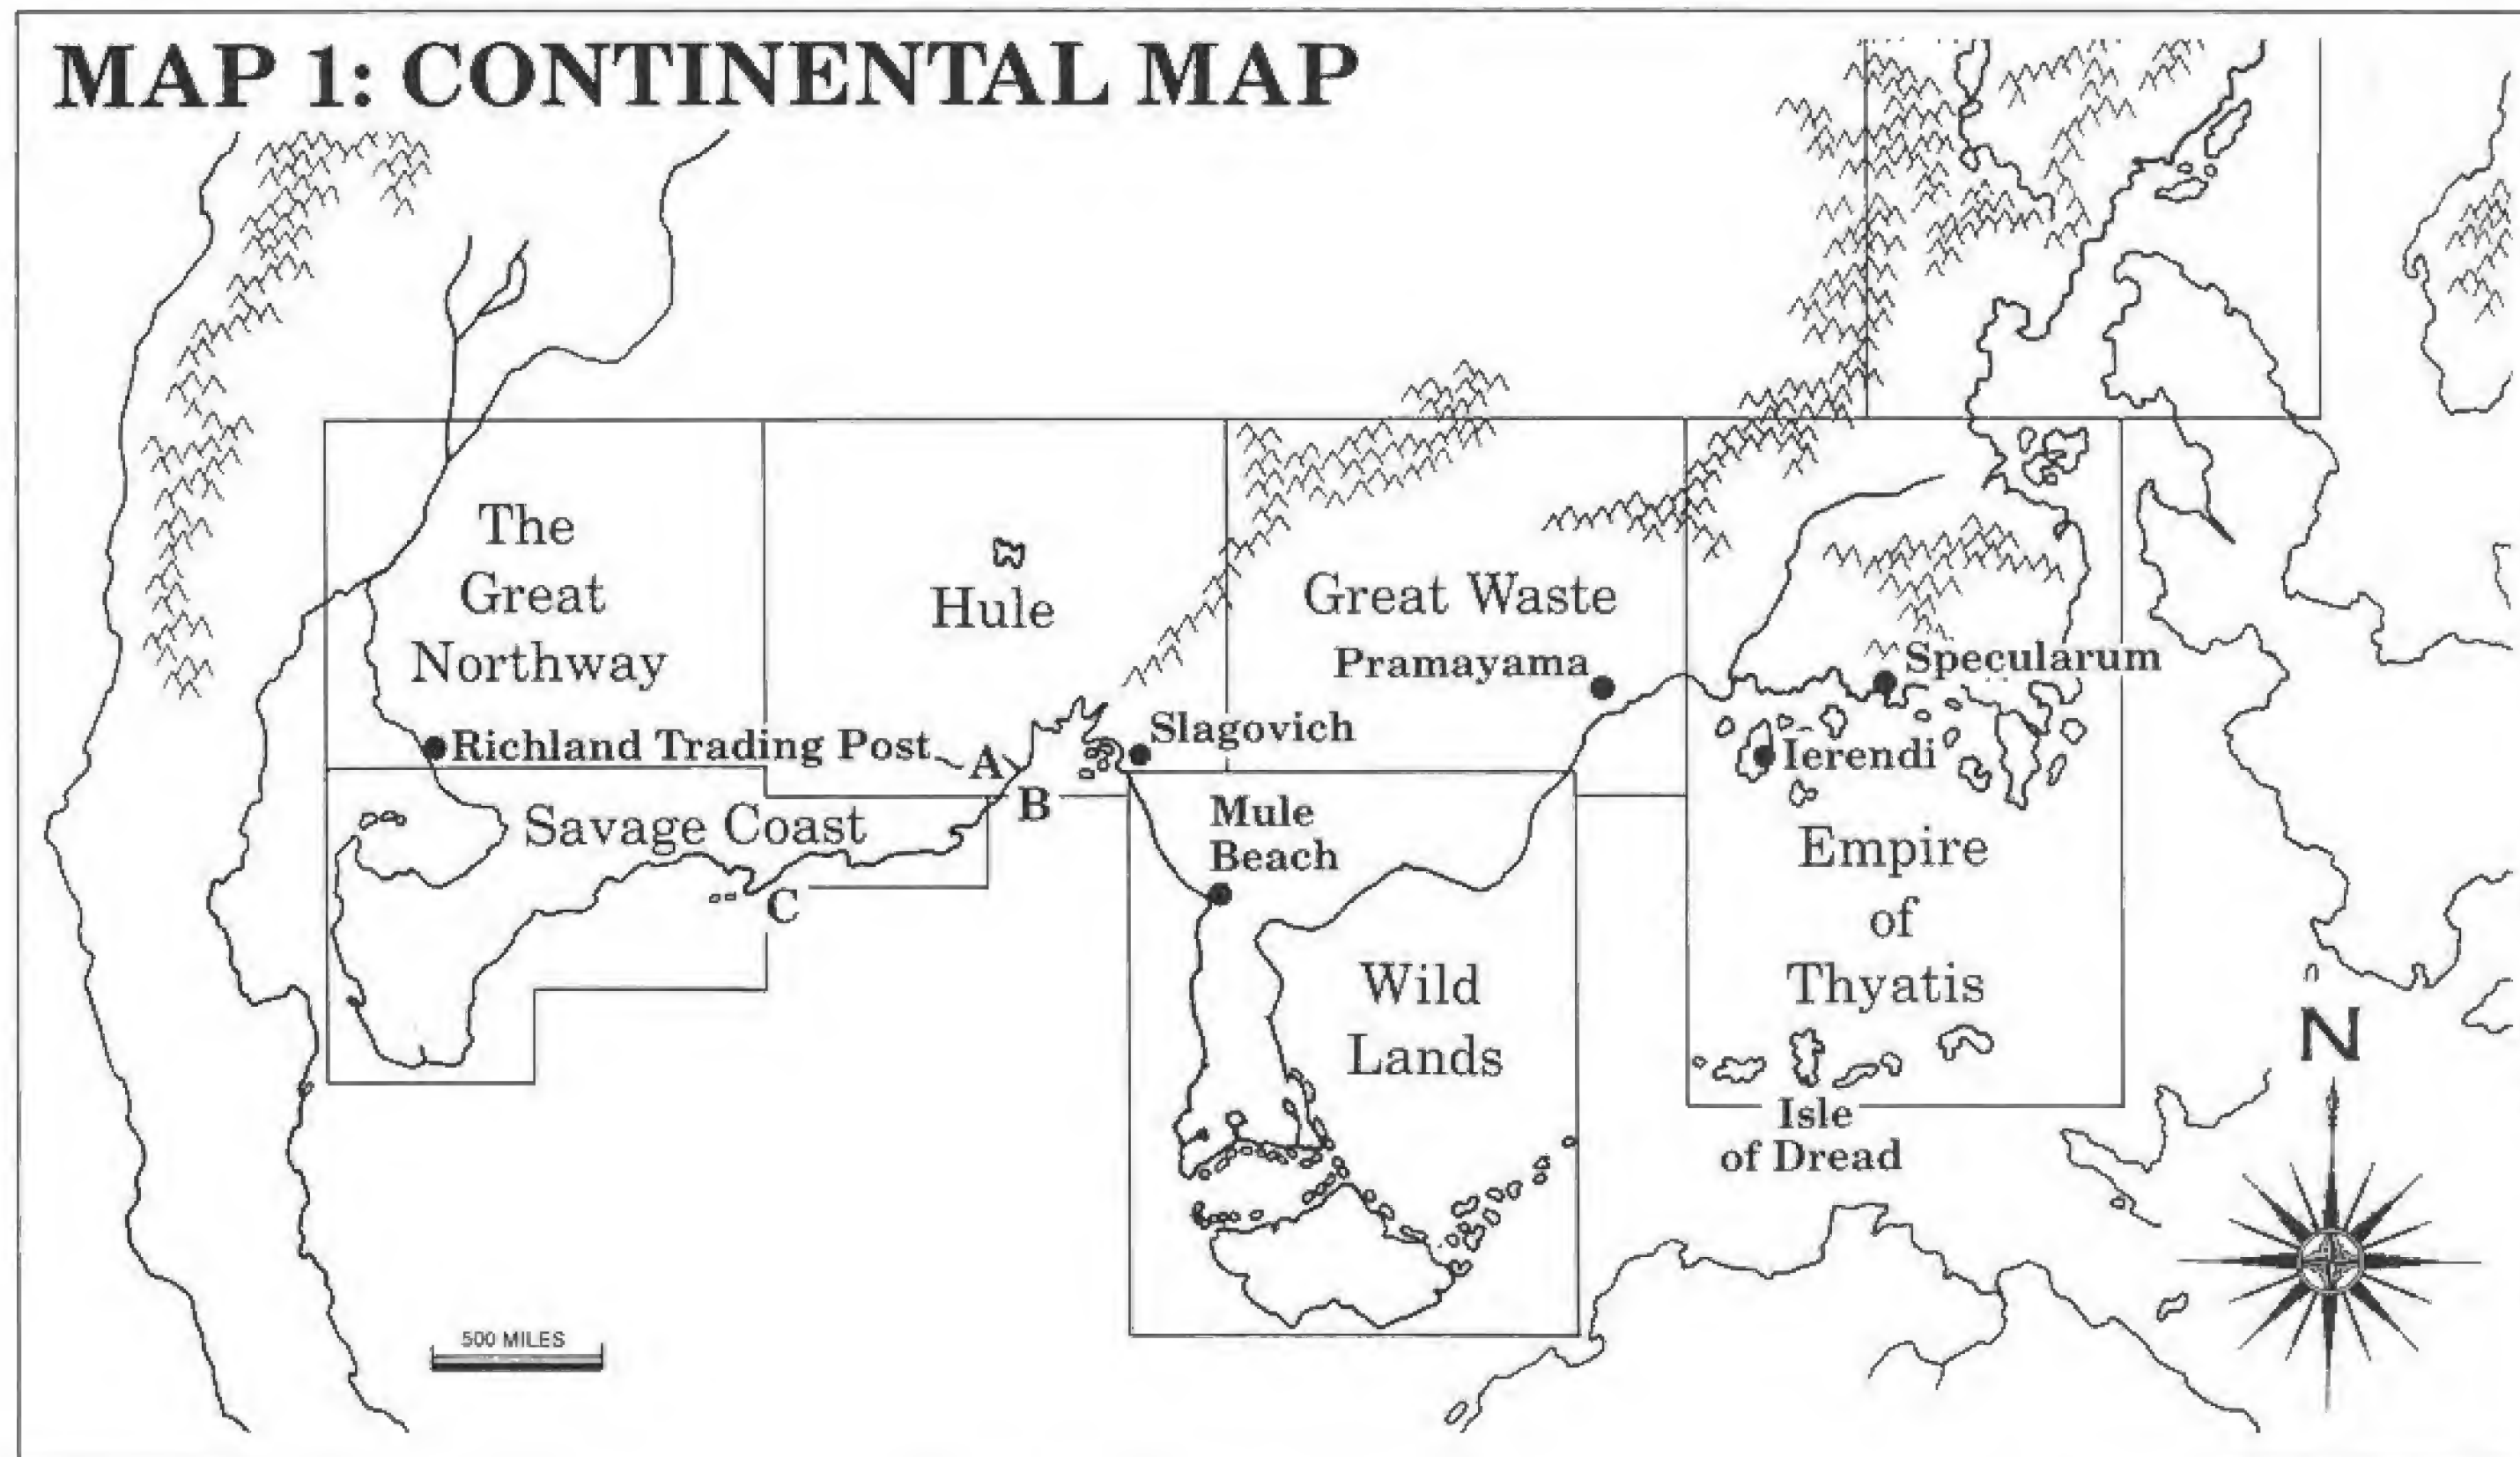 MAP 1: CONTINENTAL MAP
The
Great
Northway
Hule
Great Waste
Pramayama
Specularum
Slagovich
Richland Trading Post
A
Ierendi
B
Mule
Beach
Savage Coast
Empire
of
Thyatis
C
Wild
Lands
N
Isle
of Dread
500 MILES